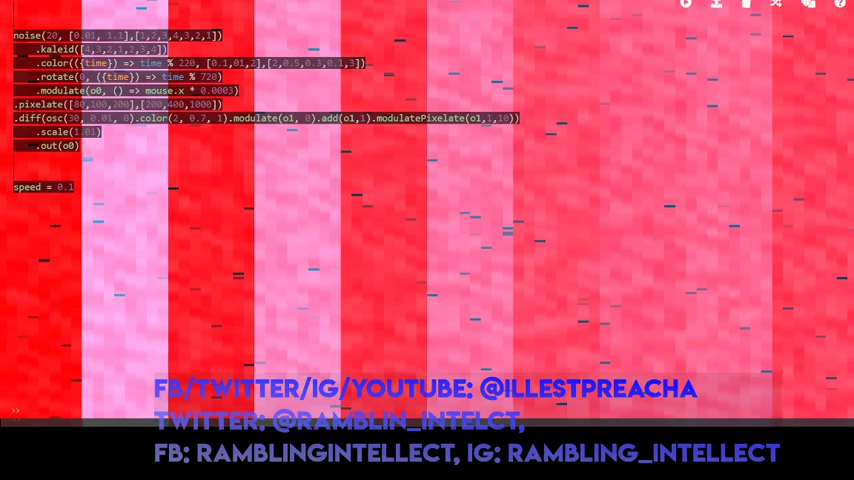 noise(20, [0.01, 1.1],[1,2,3,4,3,2,1])
.kaleid([4,3,2,1,2,3,4])
.color(({time}) => time % 220, [0.1,01,2],[2,0.5,0.3,0.1,3])
.rotate(0, ({time}) => time % 720)
.modulate(o0, () => mouse.x * 0.0003)
.pixelate([80,100,200],[200,400,1000])
.diff(osc(30, 0.01, 0).color(2, 0.7, 1).modulate(o1, 0).add(o1,1).modulatePixelate(o1,1,10))
.scale(1.01)
.out(o0)
speed = 0.1
FB/TWITTER/IG/YOUTUBE: @ILLESTPREACHA
>>
TWITTER: @RAMBLIN_INTELCT,
FB: RAMBLINGINTELLECT, IG: RAMBLING_INTELLECT